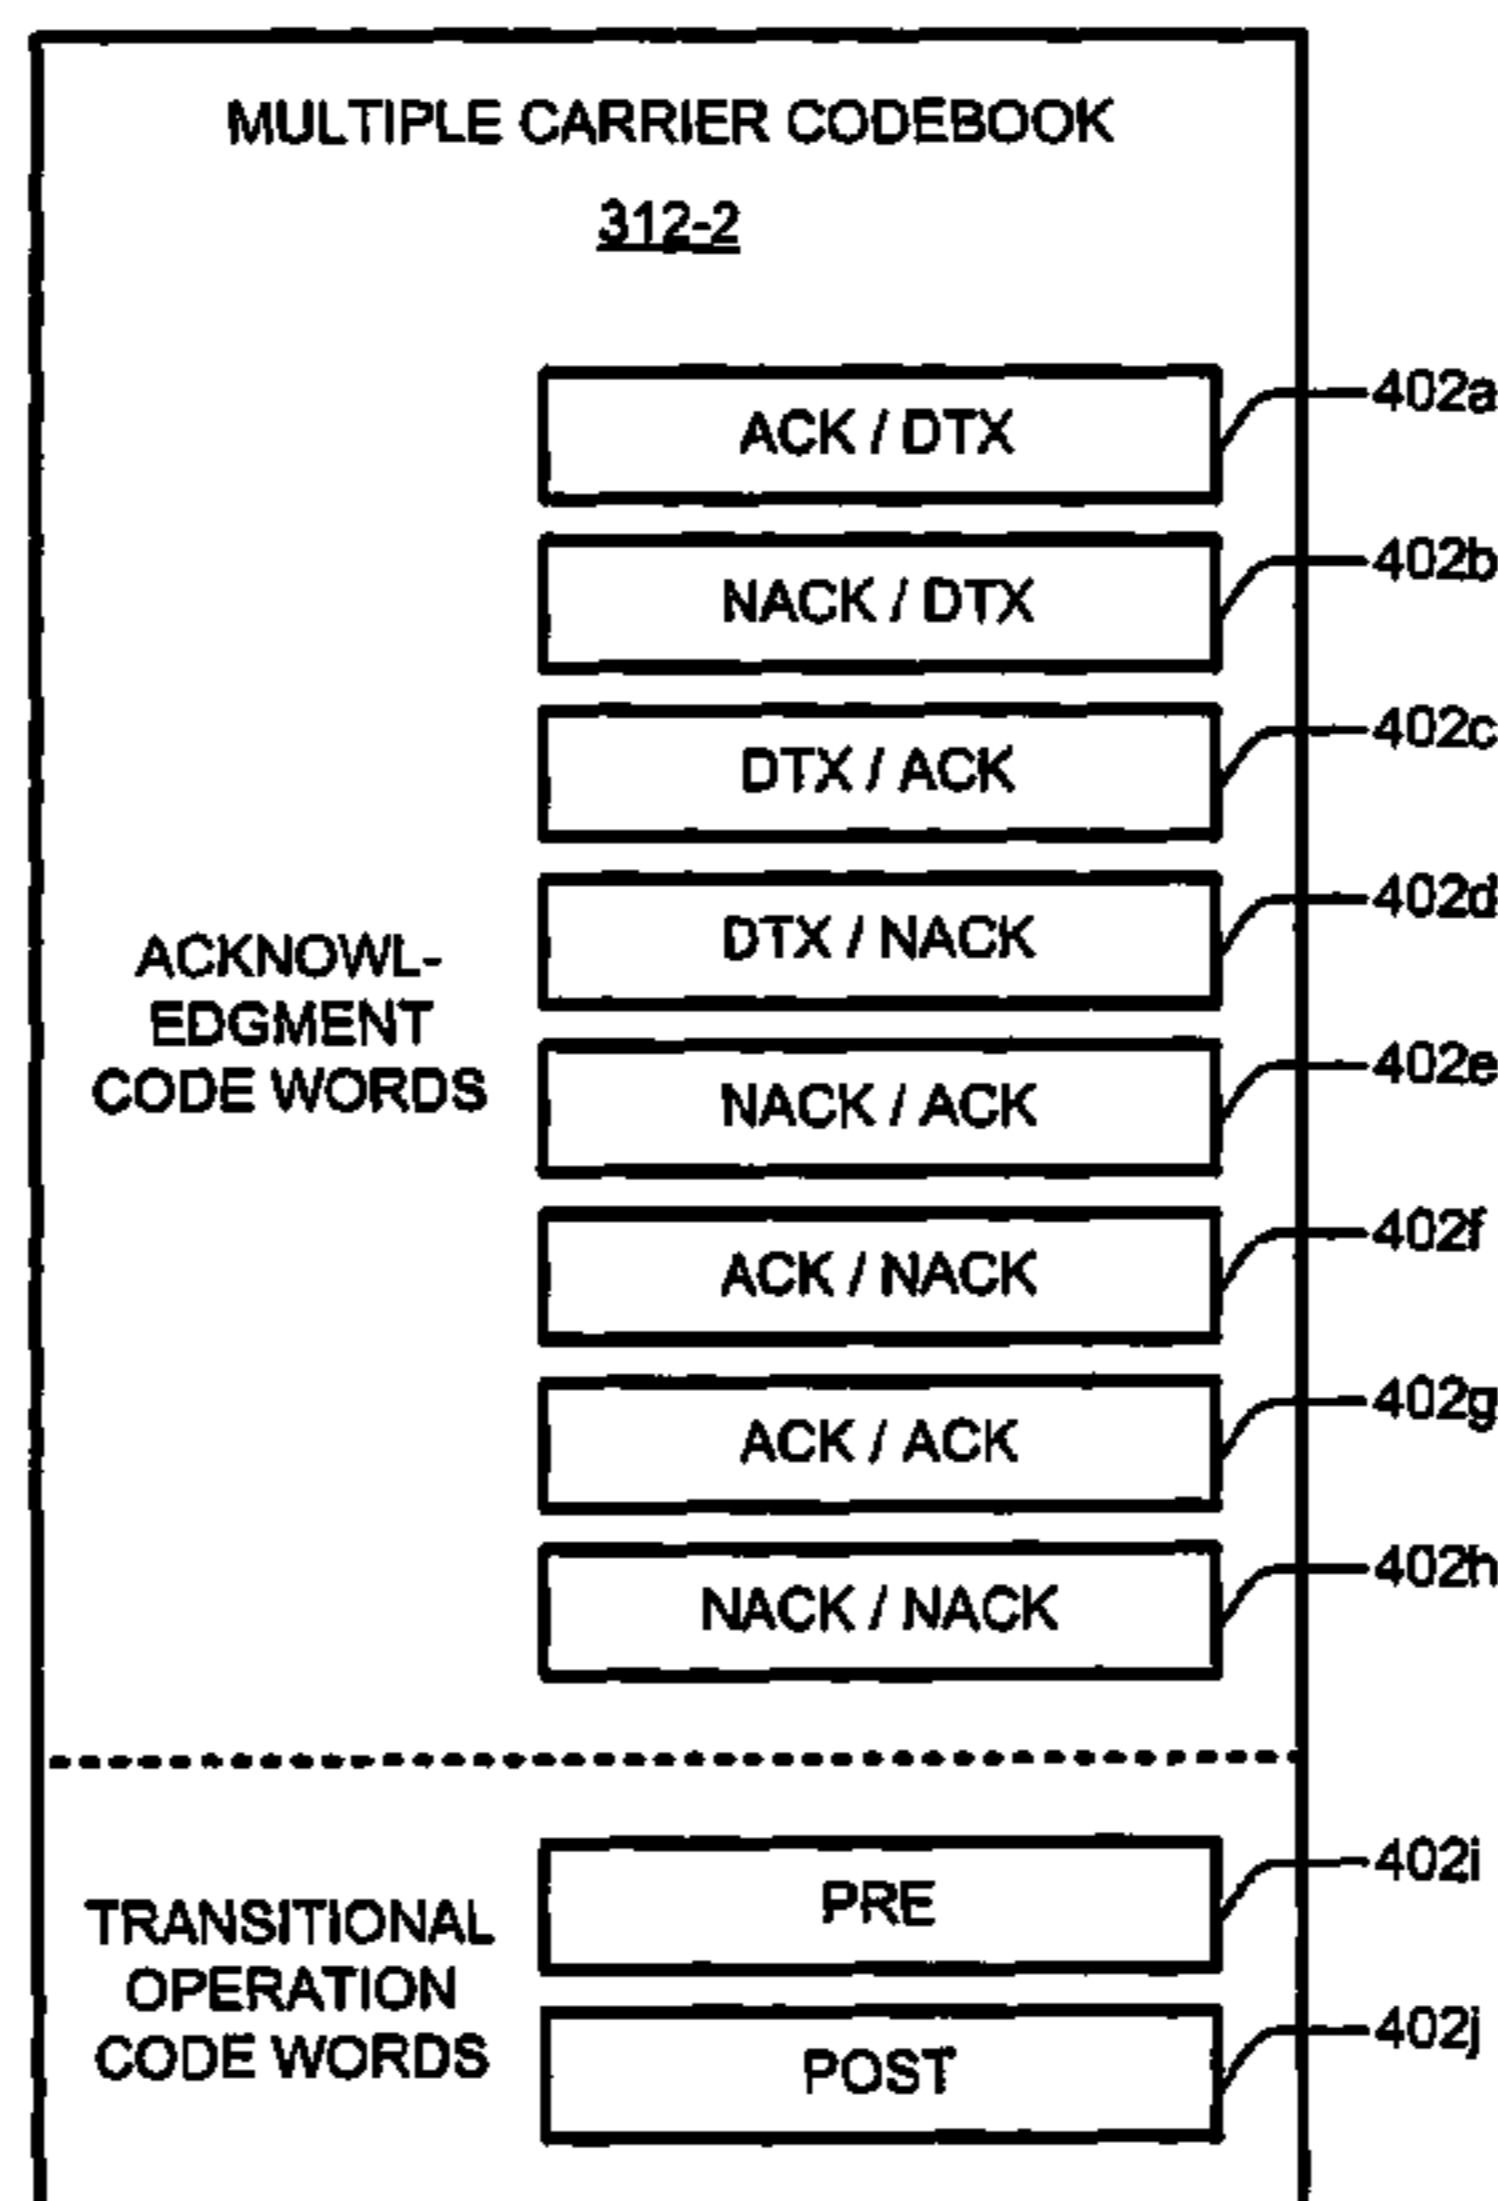 MULTIPLE CARRIER CODEBOOK
312-2
ACK / DTX
402a
NACK / DTX
402b
DTX / ACK
402c
DTX / NACK
402d
ACKNOWL-
EDGMENT
CODE WORDS
NACK / ACK
402e
ACK / NACK
402f
ACK / ACK
402g
NACK / NACK
402h
PRE
402i
TRANSITIONAL
OPERATION
CODE WORDS
POST
402j